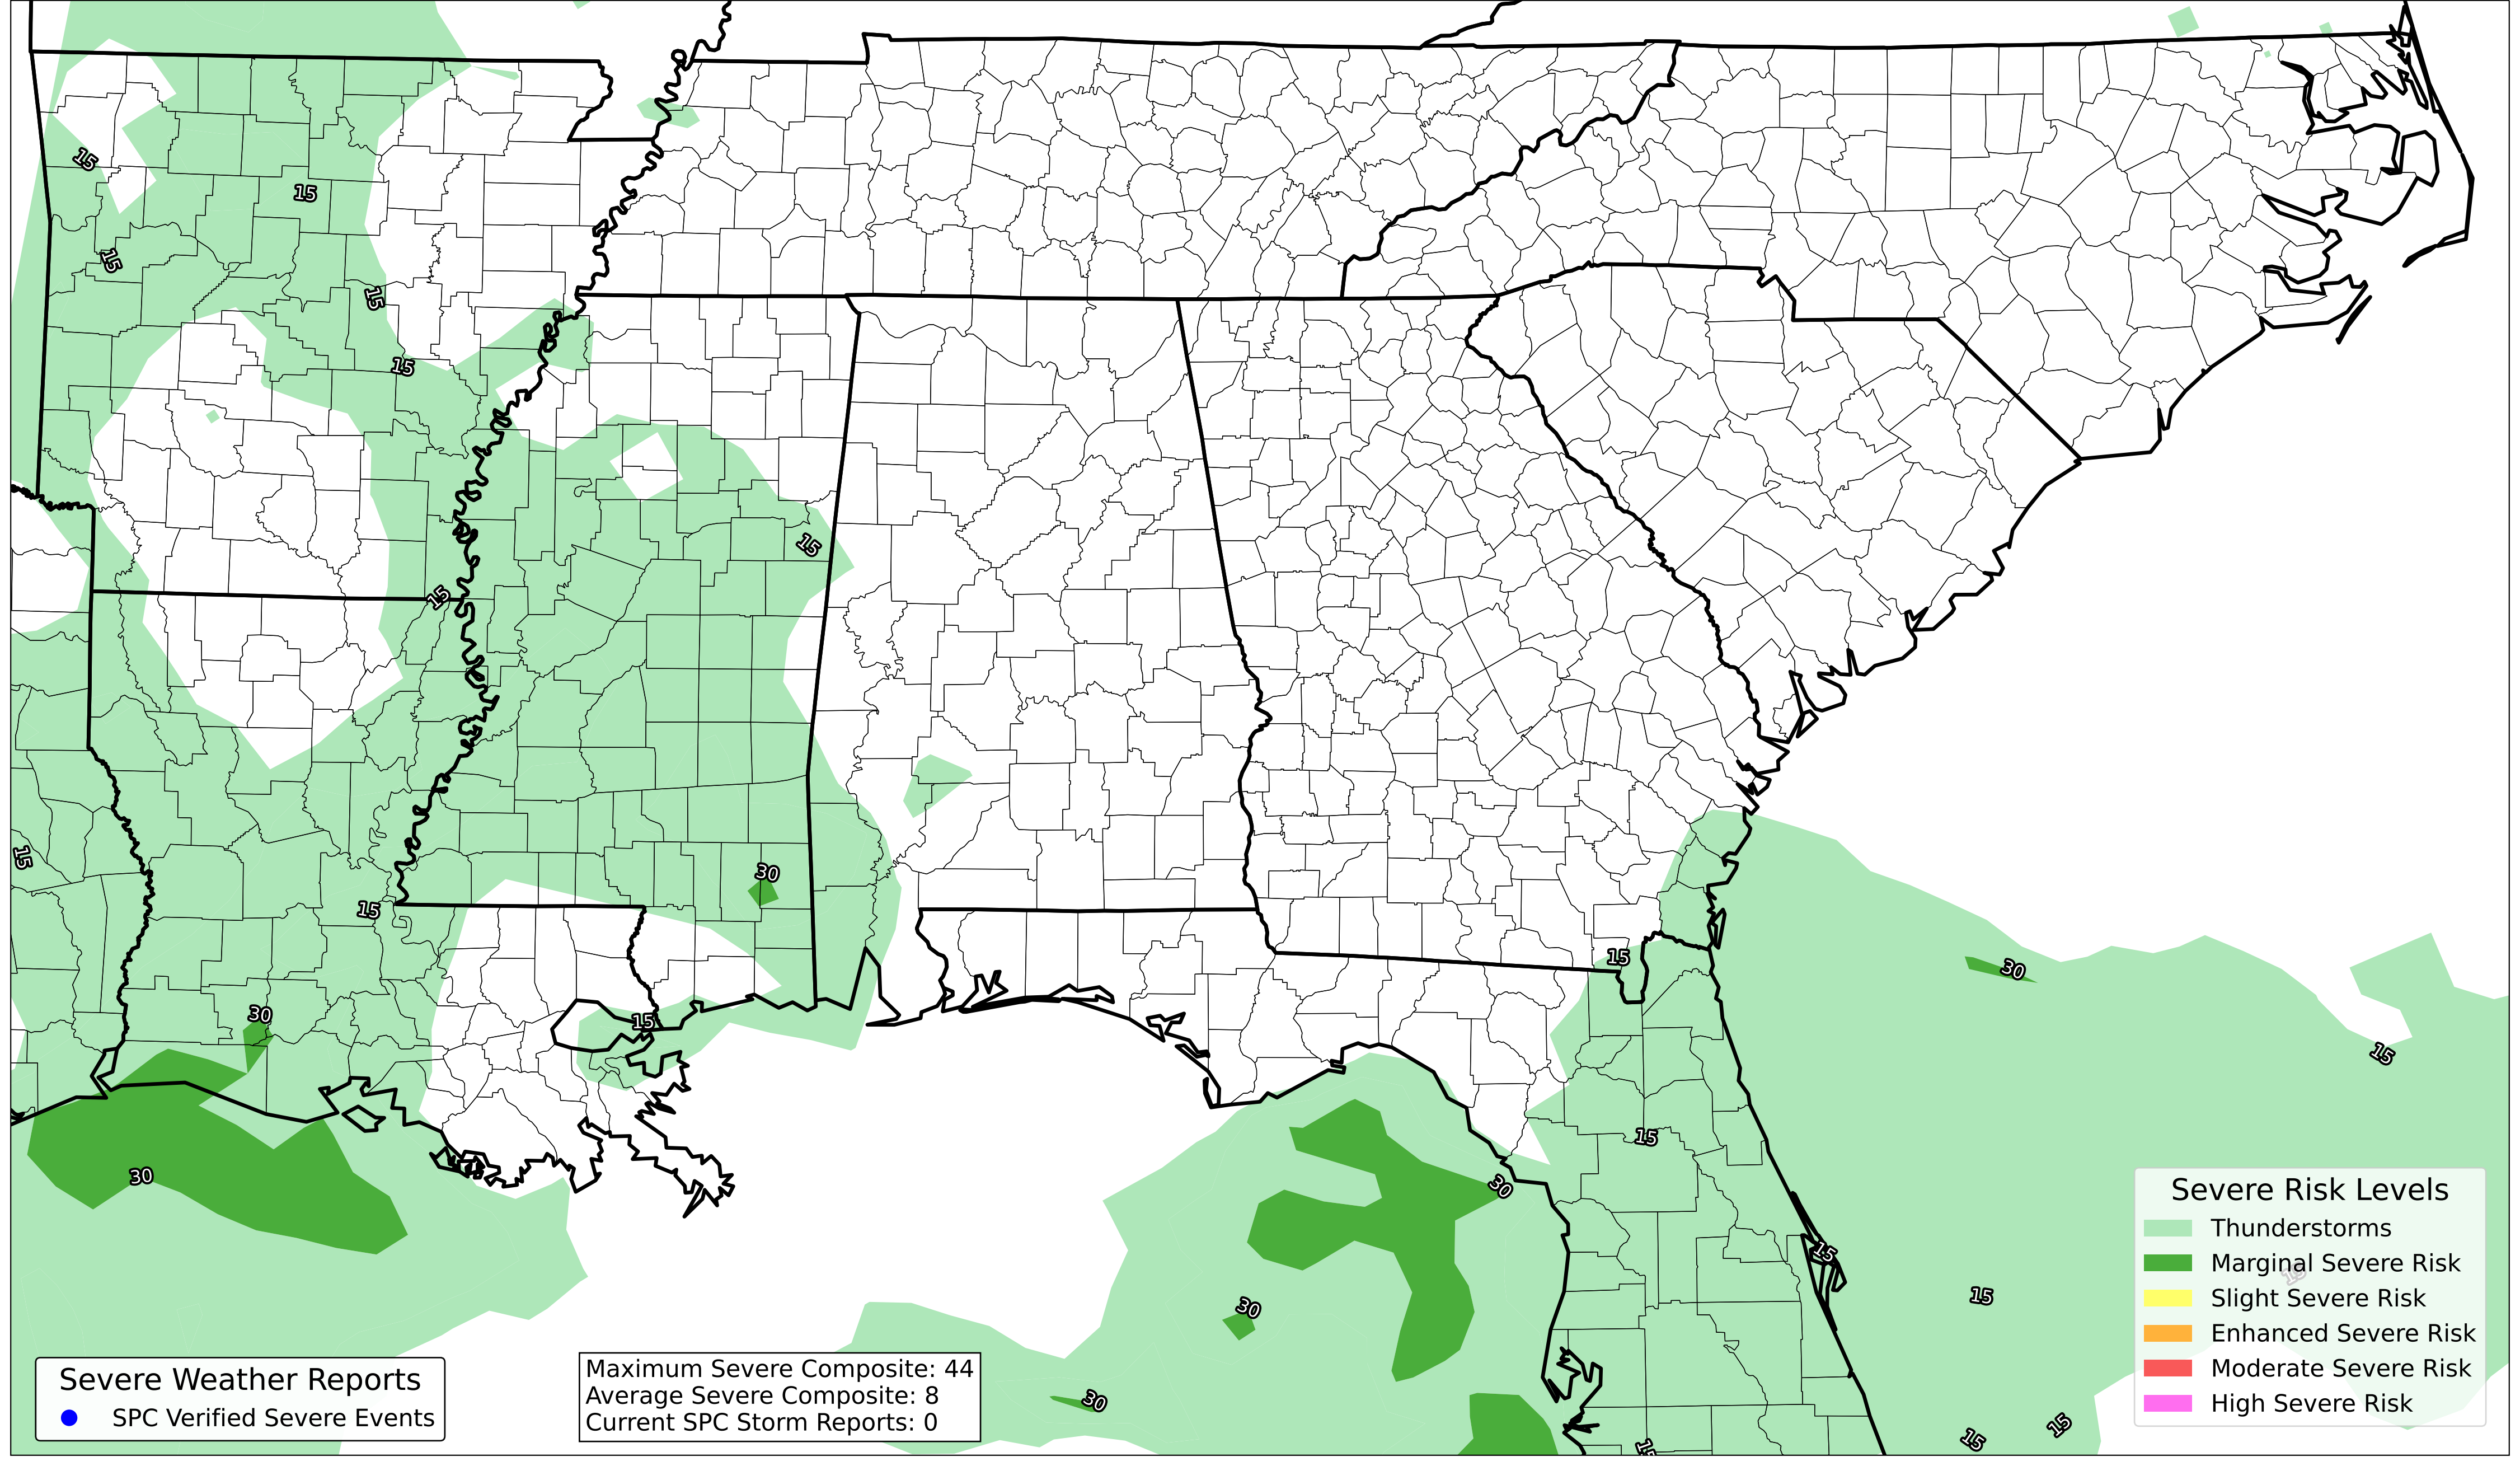 15
15
15
15
15
15
15
15
30
15
30
15
15
30
15
30
15
30
15
30
15
15
15
30
30
15
15
15
Severe Risk Levels
Thunderstorms
Marginal Severe Risk
Slight Severe Risk
Enhanced Severe Risk
Moderate Severe Risk
High Severe Risk
Severe Weather Reports
SPC Verified Severe Events
Maximum Severe Composite: 44
Average Severe Composite: 8
Current SPC Storm Reports: 0